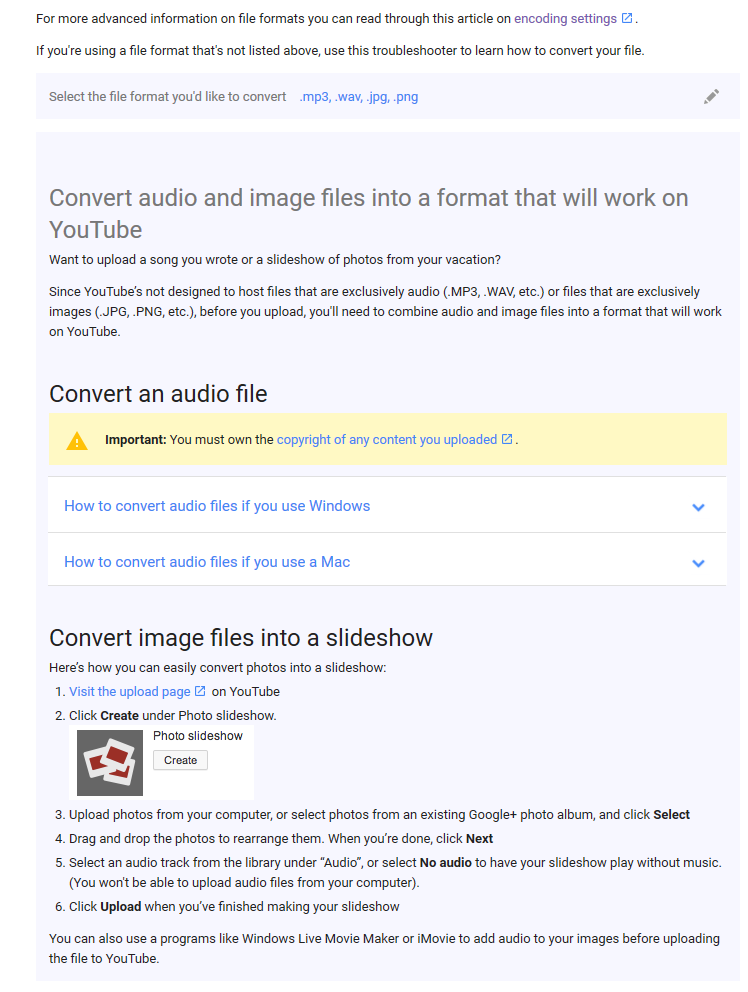 For more advanced information on file formats you can read through this article on encoding settings .
If you're using a file format that's not listed above, use this troubleshooter to learn how to convert your file.
Select the file format you'd like to convert .mp3, .wav, .jpg, .png
Convert audio and image files into a format that will work on
YouTube
Want to upload a song you wrote or a slideshow of photos from your vacation?
Since YouTube's not designed to host files that are exclusively audio (.MP3, .WAV, etc.) or files that are exclusively
images (.JPG, .PNG, etc.), before you upload, you'll need to combine audio and image files into a format that will work
on YouTube.
Convert an audio file
Important: You must own the copyright of any content you uploaded .
How to convert audio files if you use Windows
How to convert audio files if you use a Mac
Convert image files into a slideshow
Here's how you can easily convert photos into a slideshow:
1. Visit the upload page on YouTube
2. Click Create under Photo slideshow.
Photo slideshow
Create
3. Upload photos from your computer, or select photos from an existing Google+ photo album, and click Select
4. Drag and drop the photos to rearrange them. When you're done, click Next
5. Select an audio track from the library under “Audio”, or select No audio to have your slideshow play without music.
(You won't be able to upload audio files from your computer).
6. Click Upload when you've finished making your slideshow
You can also use a programs like Windows Live Movie Maker or iMovie to add audio to your images before uploading
the file to YouTube.